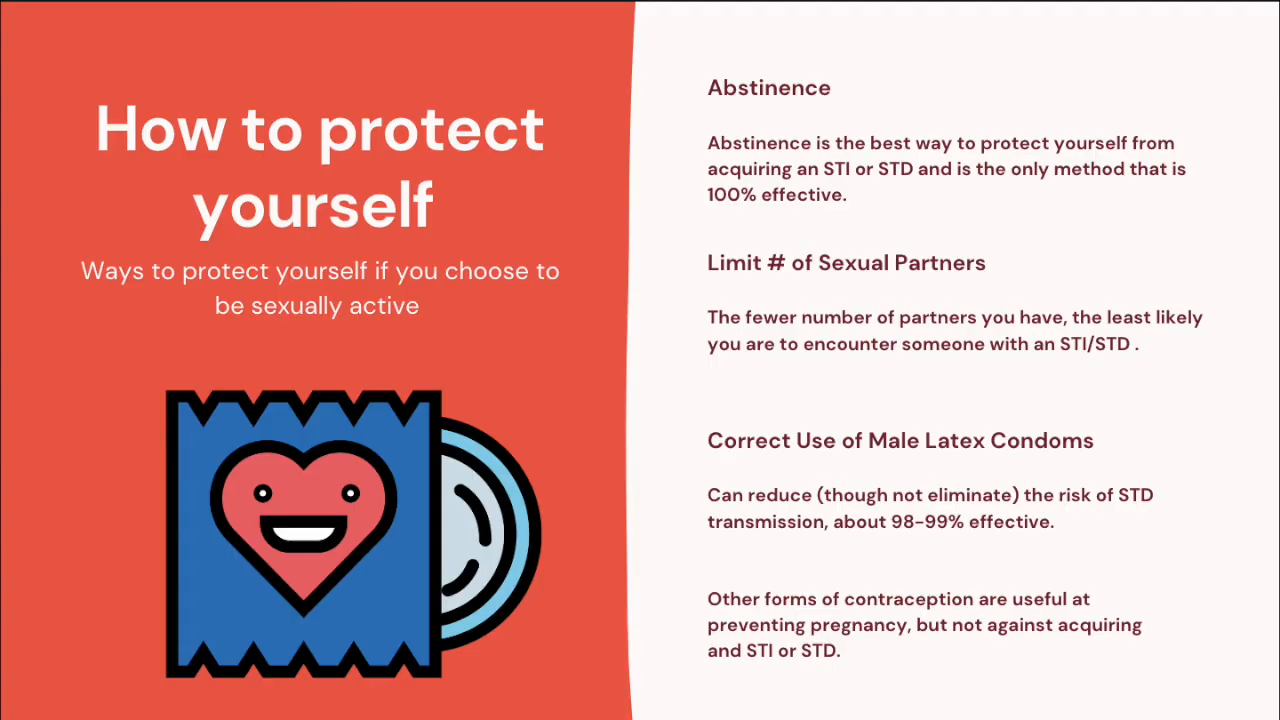 How to protect
yourself
Ways to protect yourself if you choose to
be sexually active
Abstinence
Abstinence is the best way to protect yourself from
acquiring an STI or STD and is the only method that is
100% effective.
Limit # of Sexual Partners
The fewer number of partners you have, the least likely
you are to encounter someone with an STI/STD .
Correct Use of Male Latex Condoms
Can reduce (though not eliminate) the risk of STD
transmission, about 98-99% effective.
Other forms of contraception are useful at
preventing pregnancy, but not against acquiring
and STI or STD.